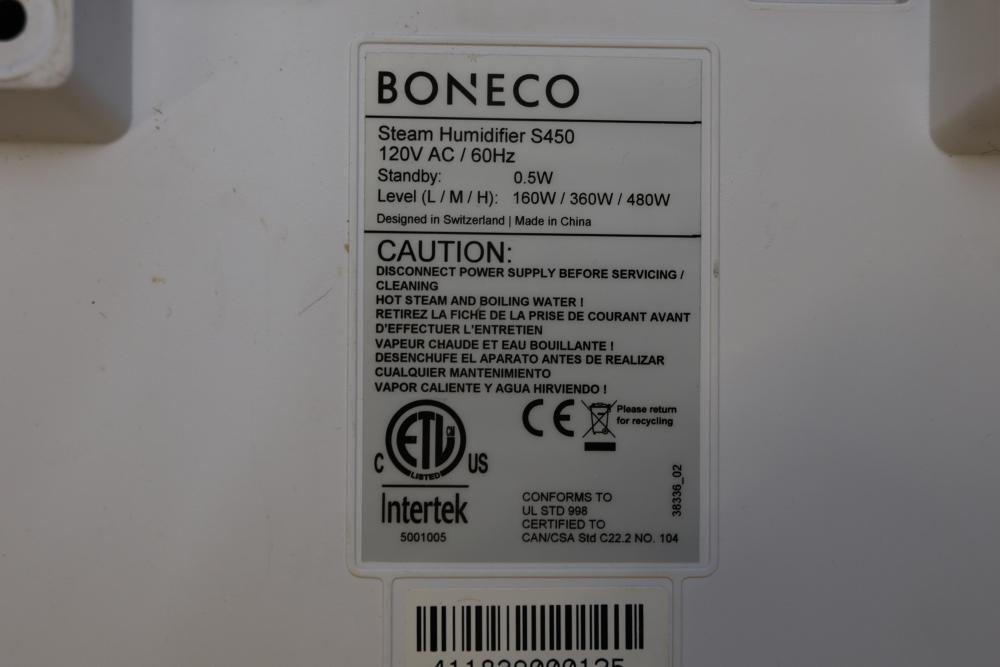 BONECO
Steam Humidifier S450
120V AC / 60Hz
Standby: 0.5W
Level (L / M / H): 160W / 360W / 480W
Designed in Switzerland | Made in China
CAUTION:
DISCONNECT POWER SUPPLY BEFORE SERVICING /
CLEANING
HOT STEAM AND BOILING WATER !
RETIREZ LA FICHE DE LA PRISE DE COURANT AVANT
D'EFFECTUER L'ENTRETIEN
VAPEUR CHAUDE ET EAU BOUILLANTE !
DESENCHUFE EL APARATO ANTES DE REALIZAR
CUALQUIER MANTENIMIENTO
VAPOR CALIENTE Y AGUA HIRVIENDO !
CE
Please return
for recycling
ETL CM
LISTED
C US
Intertek
5001005
CONFORMS TO
UL STD 998
CERTIFIED TO
CAN/CSA Std C22.2 NO. 104
38336_02